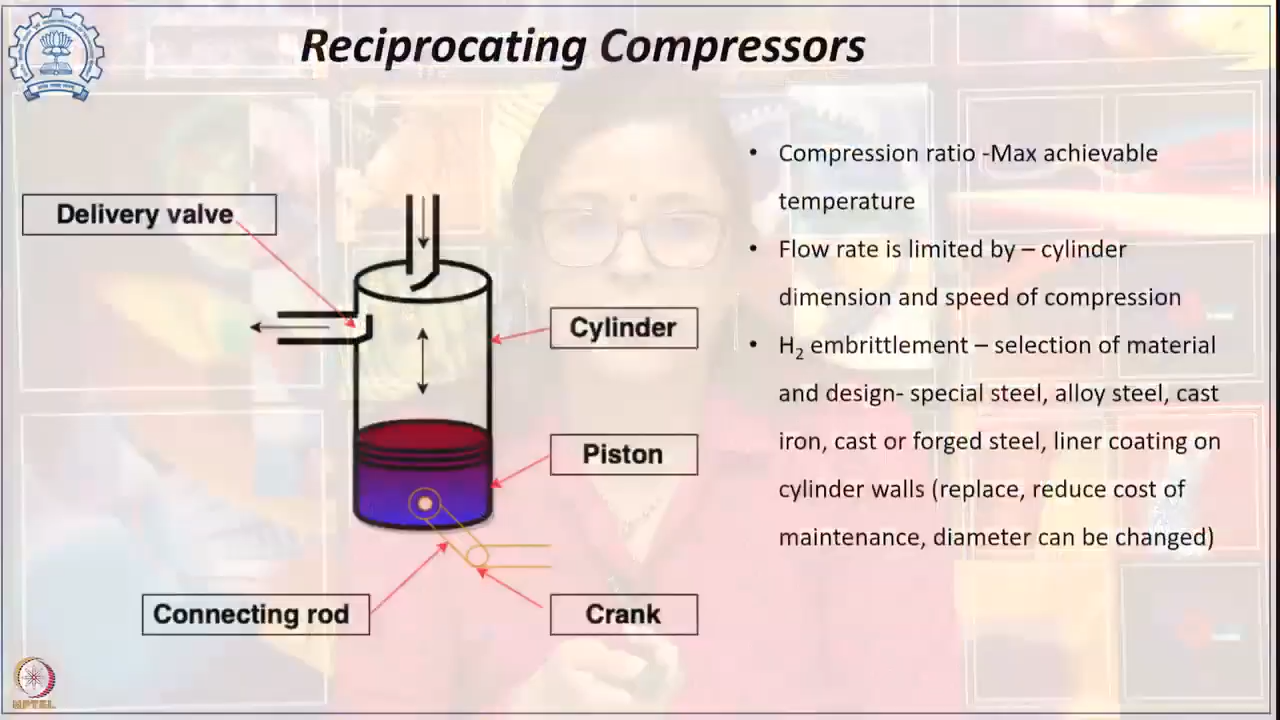 Reciprocating Compressors
Delivery valve
Cylinder
Piston
Connecting rod
Crank
• Compression ratio -Max achievable
temperature
• Flow rate is limited by – cylinder
dimension and speed of compression
• H₂ embrittlement – selection of material
and design- special steel, alloy steel, cast
iron, cast or forged steel, liner coating on
cylinder walls (replace, reduce cost of
maintenance, diameter can be changed)
NPTEL